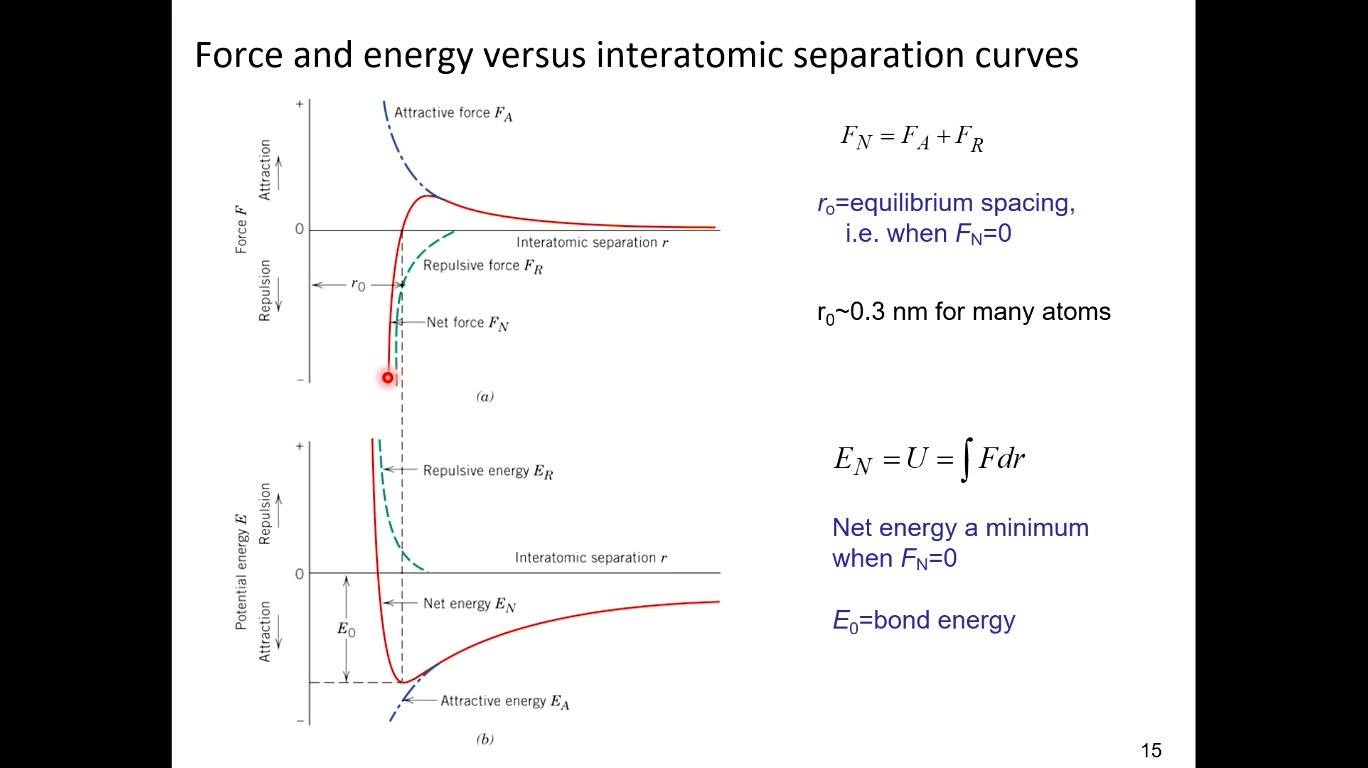 Force and energy versus interatomic separation curves
+
Attractive force F_A
Attraction
Force F
0
Interatomic separation r
Repulsive force F_R
Repulsion
r_0
Net force F_N
–
(a)
F_N = F_A + F_R
r_o=equilibrium spacing,
i.e. when F_N=0
r_0~0.3 nm for many atoms
+
Repulsive energy E_R
Repulsion
Potential energy E
Interatomic separation r
0
Net energy E_N
E_0
Attraction
Attractive energy E_A
–
(b)
E_N = U = ∫ Fdr
Net energy a minimum
when F_N=0
E_0=bond energy
15